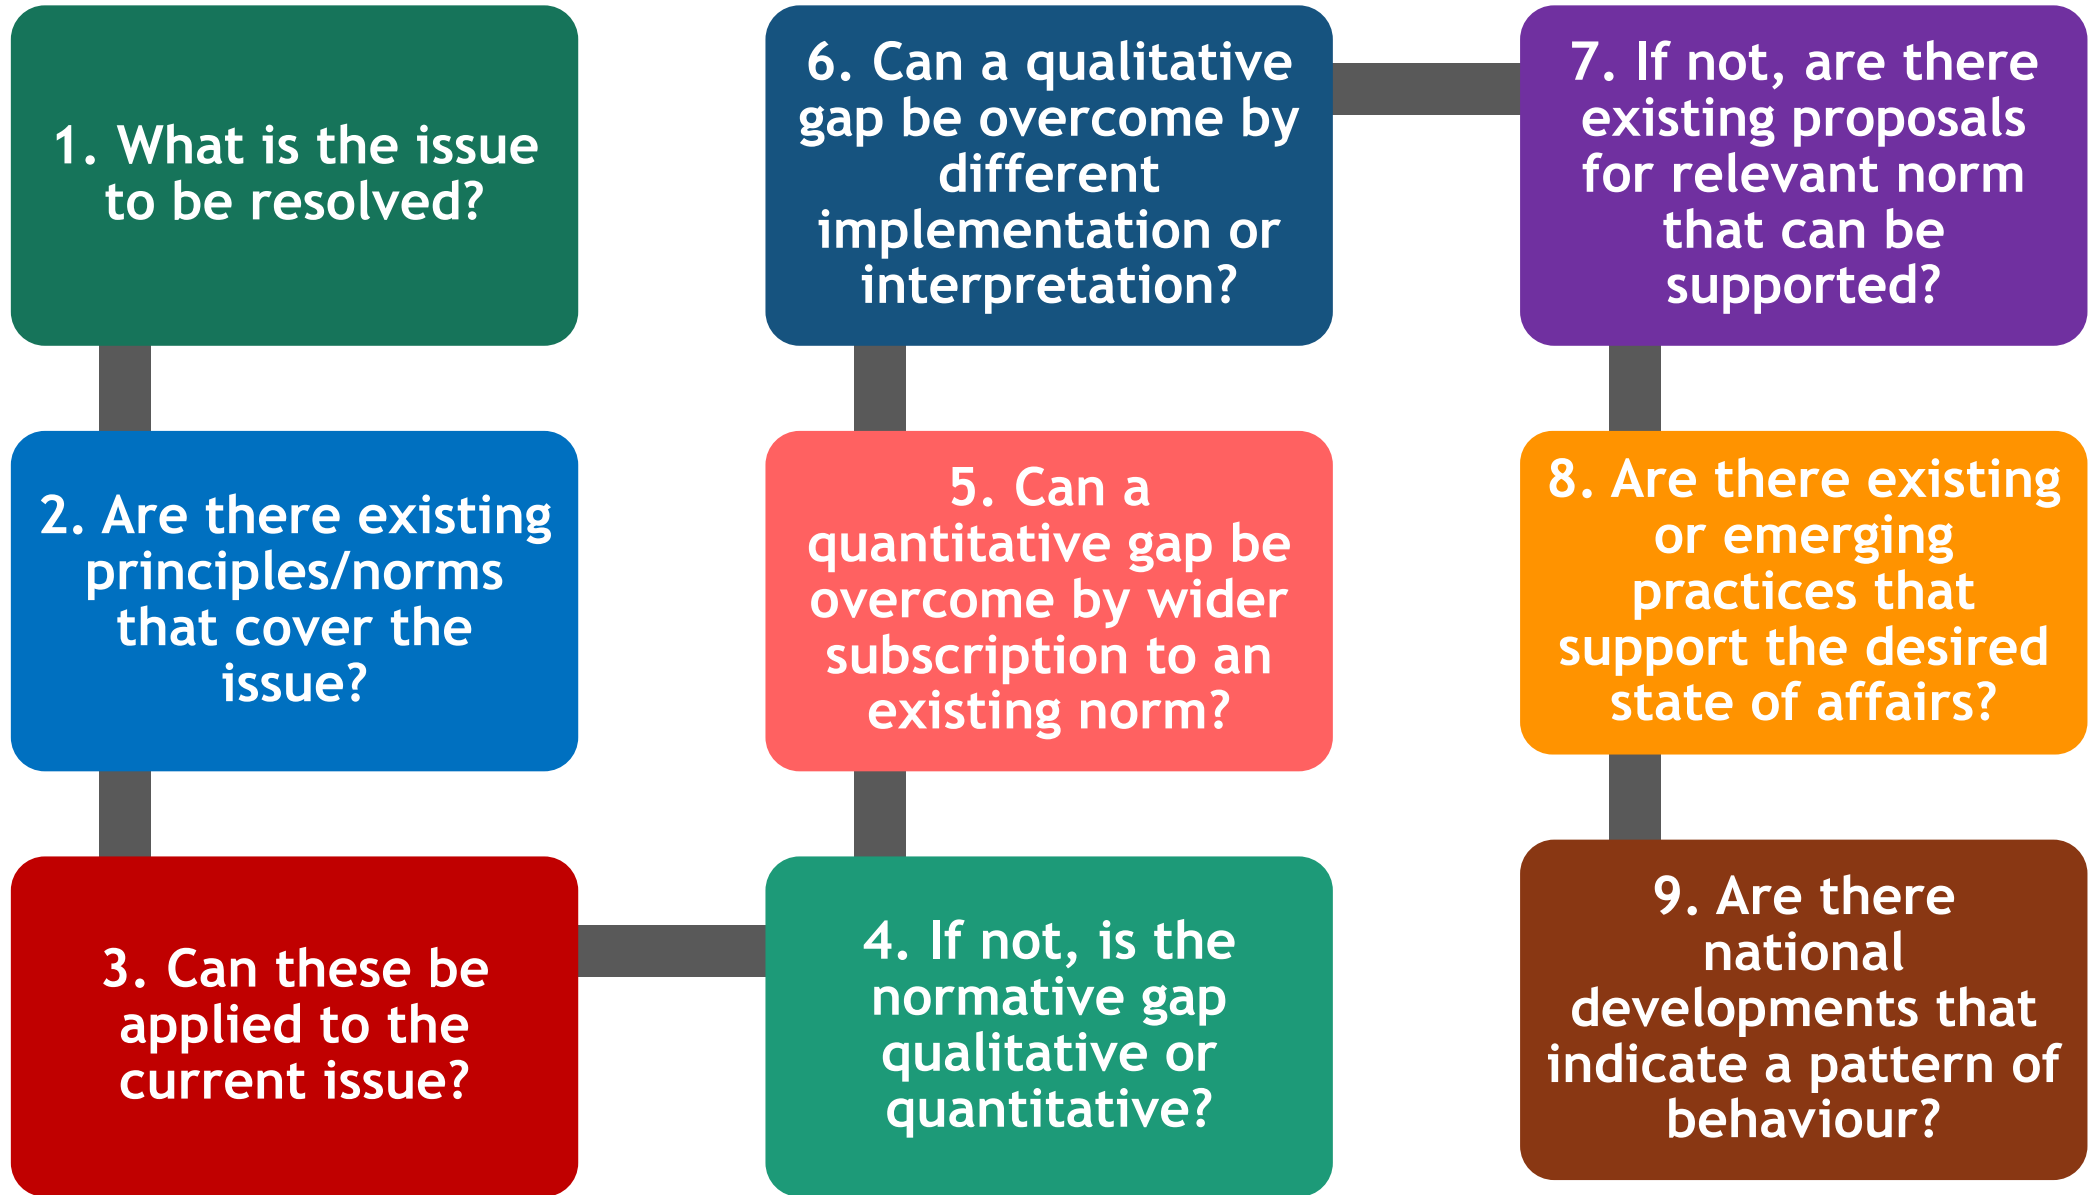 1. What is the issue
to be resolved?
2. Are there existing
principles/norms
that cover the
issue?
3. Can these be
applied to the
current issue?
4. If not, is the
normative gap
qualitative or
quantitative?
5. Can a
quantitative gap be
overcome by wider
subscription to an
existing norm?
6. Can a qualitative
gap be overcome by
different
implementation or
interpretation?
7. If not, are there
existing proposals
for relevant norm
that can be
supported?
8. Are there existing
or emerging
practices that
support the desired
state of affairs?
9. Are there
national
developments that
indicate a pattern of
behaviour?